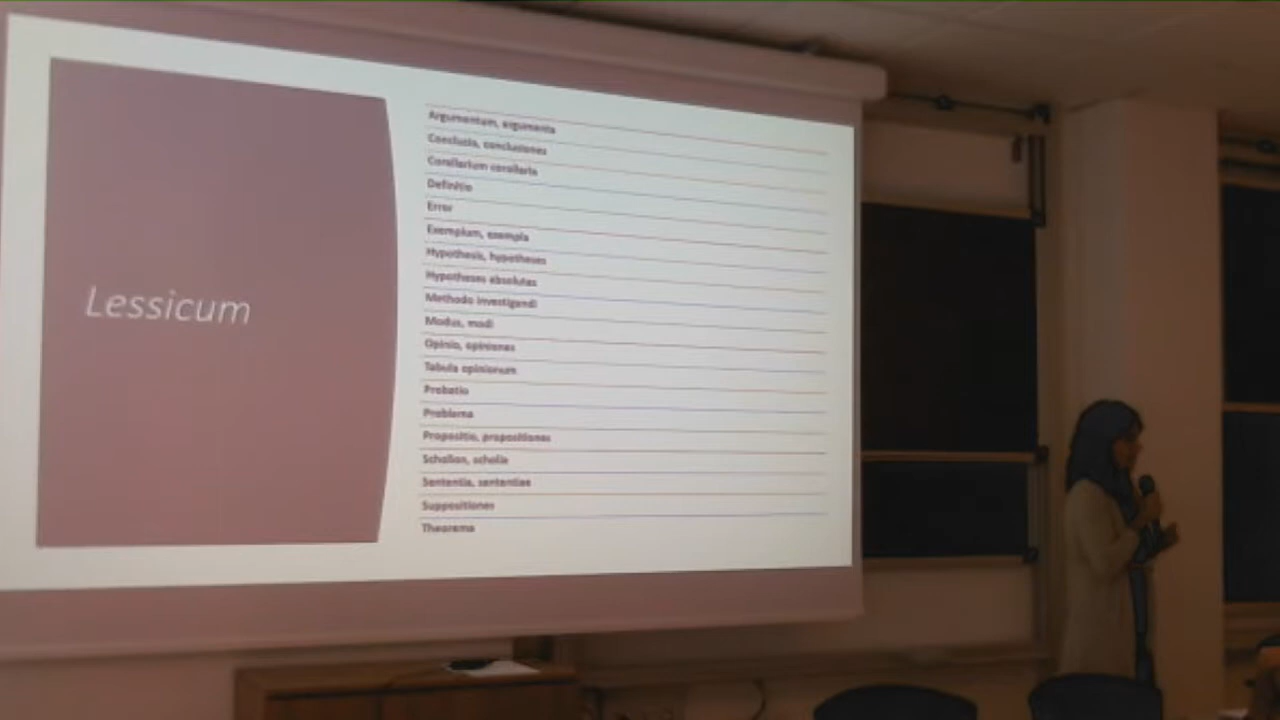 Lessicum
Argumentum, argumenta
Conclusio, conclusiones
Corollarium corollaria
Definitio
Error
Exemplum, exempla
Hypothesis, hypotheses
Hypotheses absolutas
Methodo investigandi
Modus, modi
Opinio, opiniones
Tabula opinionum
Probatio
Problema
Propositio, propositiones
Scholion, scholia
Sententia, sententiae
Suppositiones
Theorema